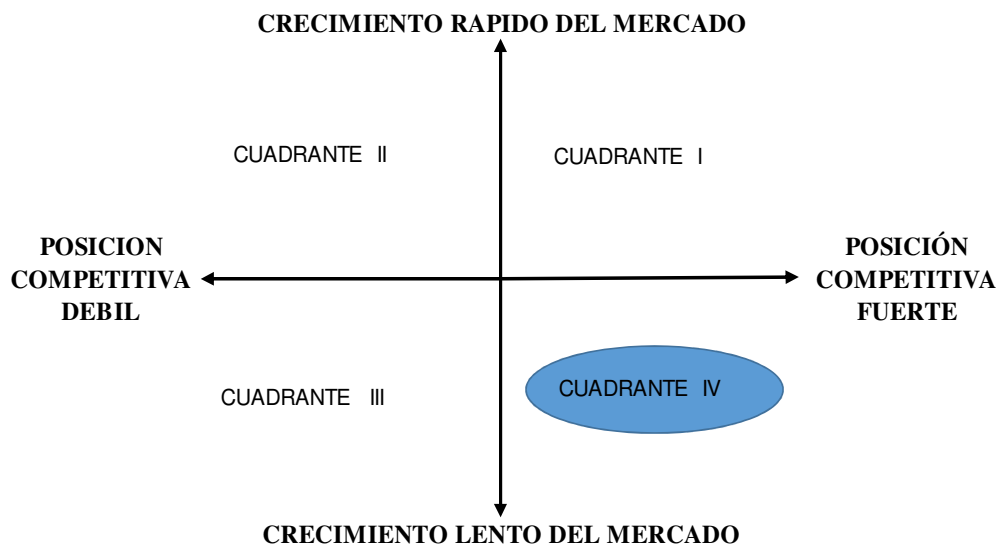 CRECIMIENTO RAPIDO DEL MERCADO
CUADRANTE II
CUADRANTE I
POSICION
COMPETITIVA
DEBIL
POSICIÓN
COMPETITIVA
FUERTE
CUADRANTE III
CUADRANTE IV
CRECIMIENTO LENTO DEL MERCADO